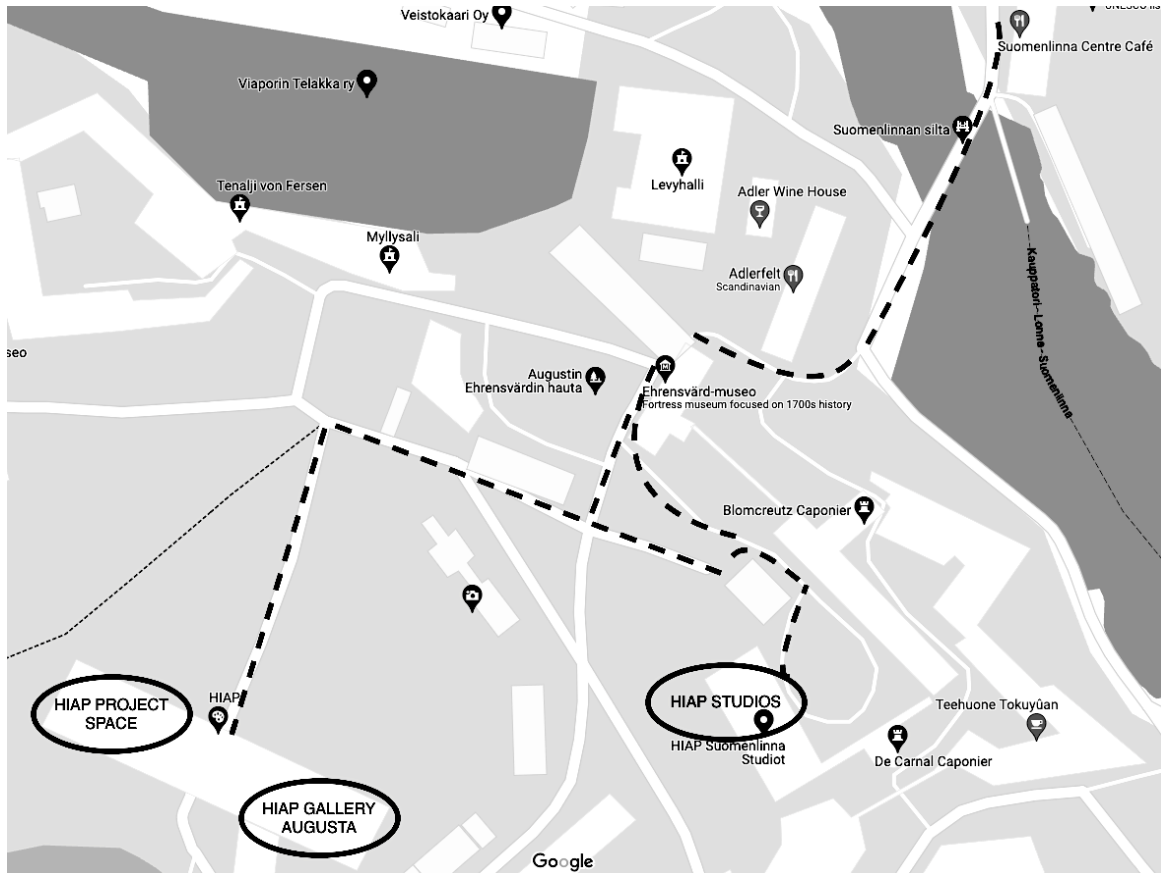 Veistokaari Oy
Suomenlinna Centre Café
Viaporin Telakka ry
Suomenlinnan silta
Levyhalli
Tenalji von Fersen
Adler Wine House
Myllysali
Adlerfelt
Scandinavian
Kauppatori - Lonna - Suomenlinna
seo
Augustin
Ehrensvärdin hauta
Ehrensvärd-museo
Fortress museum focused on 1700s history
Blomcreutz Caponier
HIAP PROJECT
SPACE
HIAP
HIAP STUDIOS
HIAP Suomenlinna
Studiot
Teehuone Tokuyûan
De Carnal Caponier
HIAP GALLERY
AUGUSTA
Google